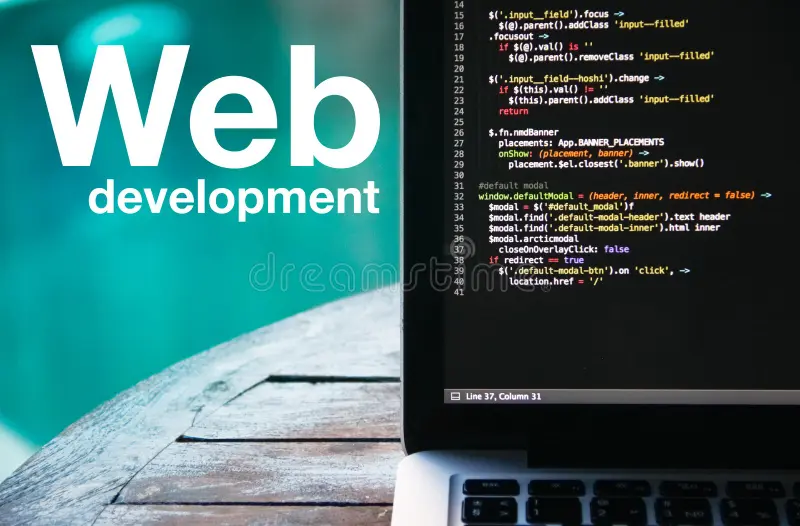 Web
development
14
15 $('.input__field').focus ->
16 $(@).parent().addClass 'input--filled'
17 .focusout ->
18 if $(@).val() is ''
19 $(@).parent().removeClass 'input--filled'
20
21 $('.input__field--hoshi').change ->
22 if $(this).val() != ''
23 $(this).parent().addClass 'input--filled'
24 return
25
26 $.fn.nmdBanner
27 placements: App.BANNER_PLACEMENTS
28 onShow: (placement, banner) ->
29 placement.$el.closest('.banner').show()
30
31 #default modal
32 window.defaultModal = (header, inner, redirect = false) ->
33 $modal = $('#default_modal')f
34 $modal.find('.default-modal-header').text header
35 $modal.find('.default-modal-inner').html inner
36 $modal.arcticmodal
37 closeOnOverlayClick: false
38 if redirect == true
39 $('.default-modal-btn').on 'click', ->
40 location.href = '/'
41
dreamstime.com
Line 37, Column 31